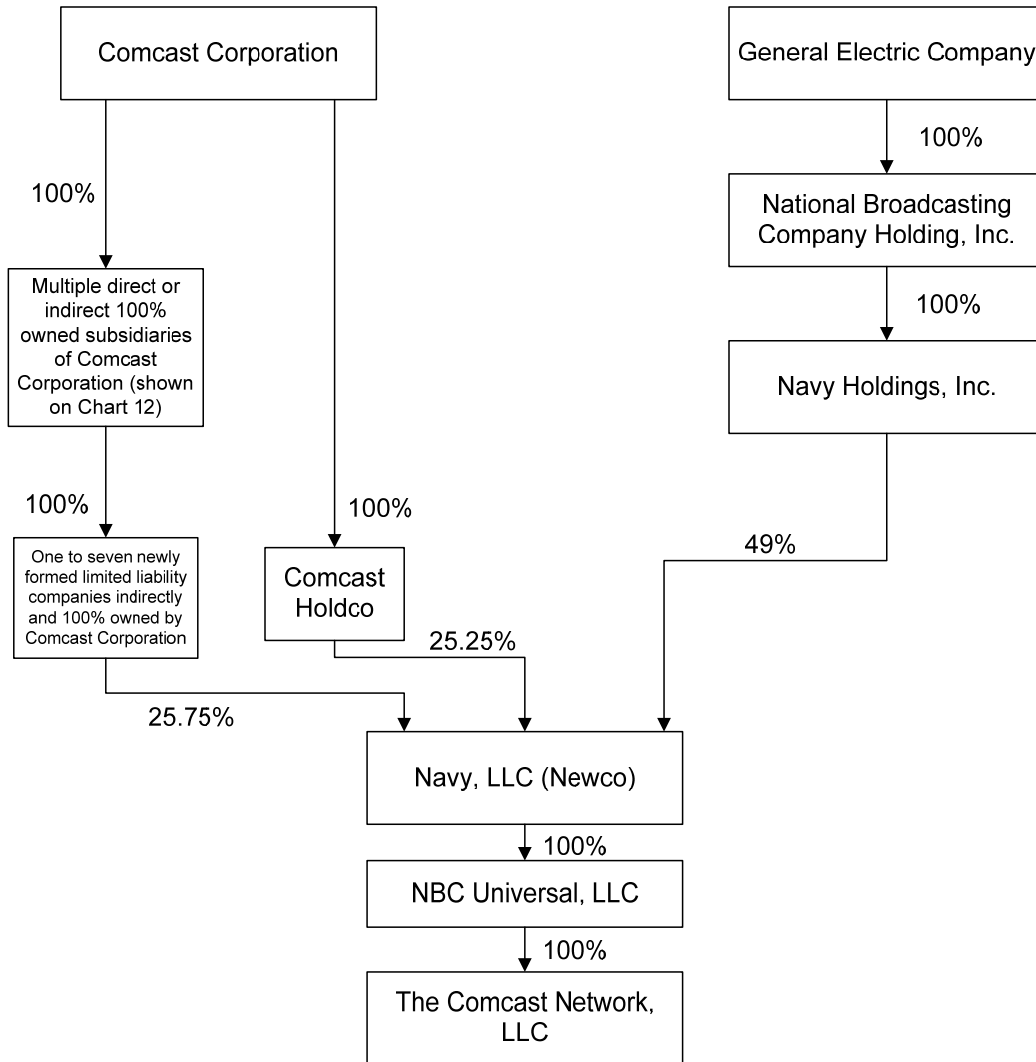 Comcast Corporation
General Electric Company
100%
100%
National Broadcasting
Company Holding, Inc.
100%
Multiple direct or
indirect 100%
owned subsidiaries
of Comcast
Corporation (shown
on Chart 12)
Navy Holdings, Inc.
100%
100%
49%
One to seven newly
formed limited liability
companies indirectly
and 100% owned by
Comcast Corporation
Comcast
Holdco
25.25%
25.75%
Navy, LLC (Newco)
100%
NBC Universal, LLC
100%
The Comcast Network,
LLC